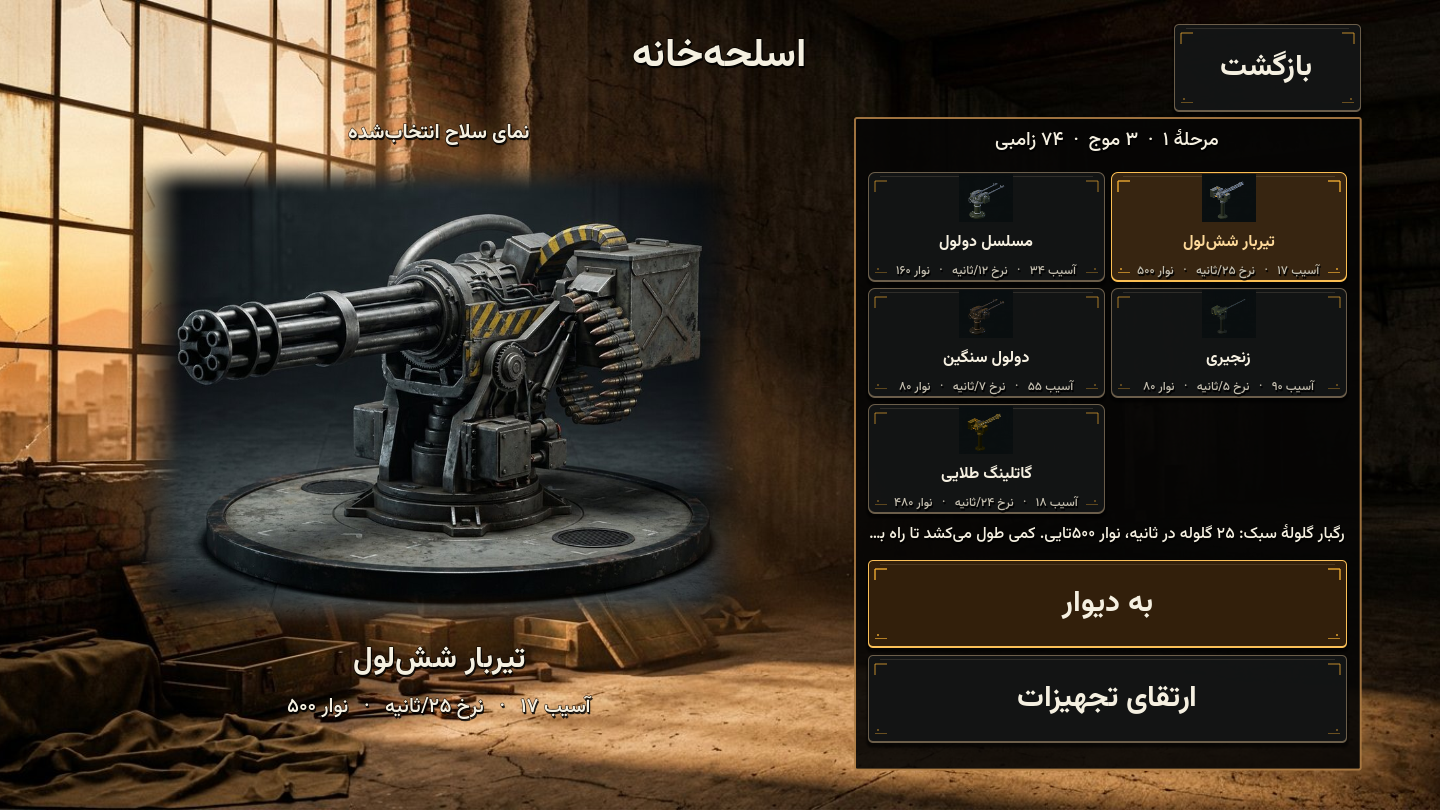 بازگشت
اسلحه‌خانه
مرحلهٔ ۱ · ۳ موج · ۷۴ زامبی
تیربار شش‌لول
آسیب ۱۷ · نرخ ۲۵/ثانیه · نوار ۵۰۰
مسلسل دولول
آسیب ۳۴ · نرخ ۱۲/ثانیه · نوار ۱۶۰
زنجیری
آسیب ۹۰ · نرخ ۵/ثانیه · نوار ۸۰
دولول سنگین
آسیب ۵۵ · نرخ ۷/ثانیه · نوار ۸۰
گاتلینگ طلایی
آسیب ۱۸ · نرخ ۲۴/ثانیه · نوار ۴۸۰
رگبار گلولهٔ سبک: ۲۵ گلوله در ثانیه، نوار ۵۰۰تایی. کمی طول می‌کشد تا راه بـ…
به دیوار
ارتقای تجهیزات
نمای سلاح انتخاب‌شده
تیربار شش‌لول
آسیب ۱۷ · نرخ ۲۵/ثانیه · نوار ۵۰۰